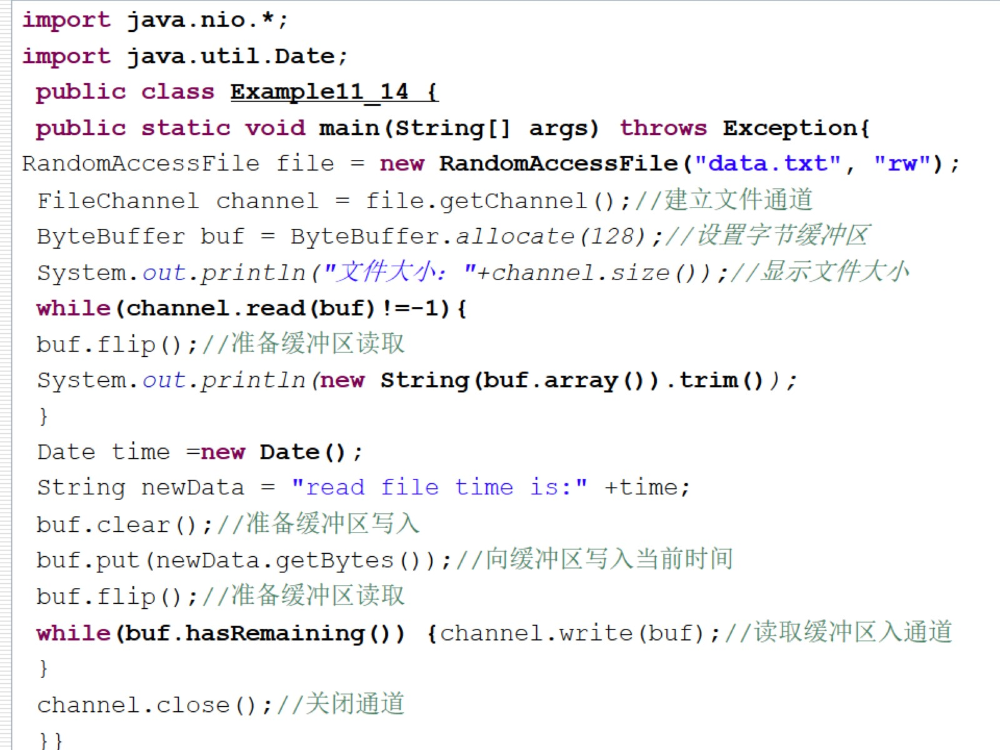 import java.nio.*;
import java.util.Date;
public class Example11_14 {
public static void main(String[] args) throws Exception{
RandomAccessFile file = new RandomAccessFile("data.txt", "rw");
FileChannel channel = file.getChannel();//建立文件通道
ByteBuffer buf = ByteBuffer.allocate(128);//设置字节缓冲区
System.out.println("文件大小："+channel.size());//显示文件大小
while(channel.read(buf)!=-1){
buf.flip();//准备缓冲区读取
System.out.println(new String(buf.array()).trim());
}
Date time =new Date();
String newData = "read file time is:" +time;
buf.clear();//准备缓冲区写入
buf.put(newData.getBytes());//向缓冲区写入当前时间
buf.flip();//准备缓冲区读取
while(buf.hasRemaining()) {channel.write(buf);//读取缓冲区入通道
}
channel.close();//关闭通道
}}